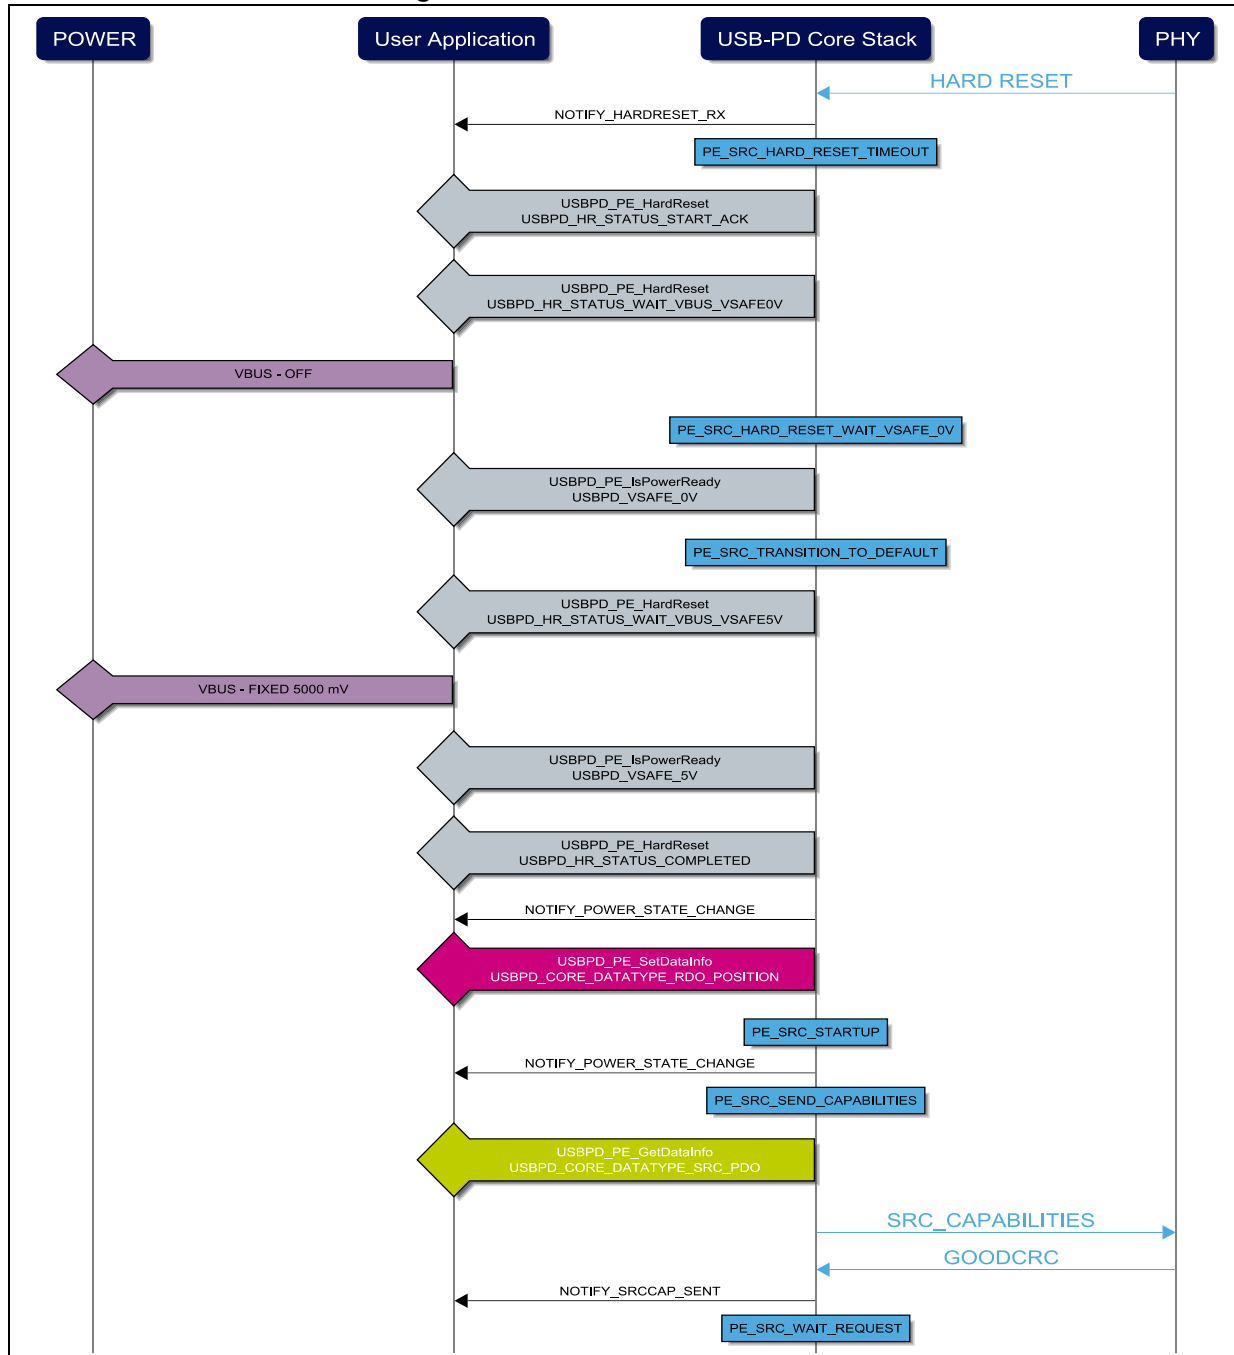 POWER
User Application
USB-PD Core Stack
PHY
HARD RESET
NOTIFY_HARDRESET_RX
PE_SRC_HARD_RESET_TIMEOUT
USBPD_PE_HardReset
USBPD_HR_STATUS_START_ACK
USBPD_PE_HardReset
USBPD_HR_STATUS_WAIT_VBUS_VSAFE0V
VBUS - OFF
PE_SRC_HARD_RESET_WAIT_VSAFE_0V
USBPD_PE_IsPowerReady
USBPD_VSAFE_0V
PE_SRC_TRANSITION_TO_DEFAULT
USBPD_PE_HardReset
USBPD_HR_STATUS_WAIT_VBUS_VSAFE5V
VBUS - FIXED 5000 mV
USBPD_PE_IsPowerReady
USBPD_VSAFE_5V
USBPD_PE_HardReset
USBPD_HR_STATUS_COMPLETED
NOTIFY_POWER_STATE_CHANGE
USBPD_PE_SetDataInfo
USBPD_CORE_DATATYPE_RDO_POSITION
PE_SRC_STARTUP
NOTIFY_POWER_STATE_CHANGE
PE_SRC_SEND_CAPABILITIES
USBPD_PE_GetDataInfo
USBPD_CORE_DATATYPE_SRC_PDO
SRC_CAPABILITIES
GOODCRC
NOTIFY_SRCCAP_SENT
PE_SRC_WAIT_REQUEST